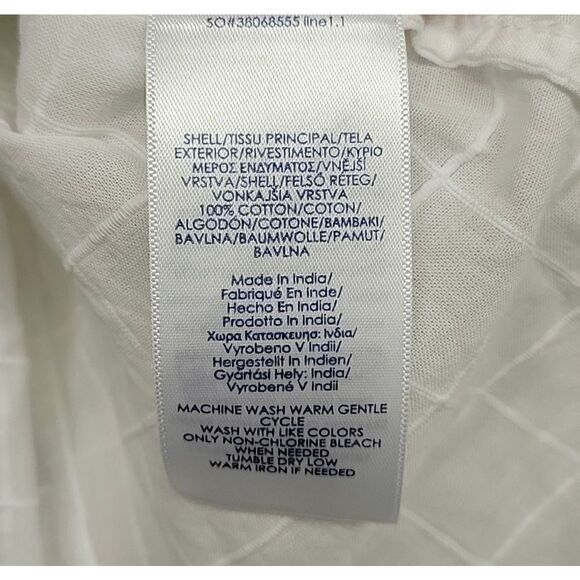 SO#38068555 line1.1
SHELL/TISSU PRINCIPAL/TELA
EXTERIOR/RIVESTIMENTO/ΚΥΡΙΟ
ΜΕΡΟΣ ΕΝΔΥΜΑΤΟΣ/VNĚJŠÍ
VRSTVA/SHELL/FELSŐ RÉTEG/
VONKAJŠIA VRSTVA
100% COTTON/COTON/
ALGODÓN/COTONE/ΒΑΜΒΑΚΙ/
BAVLNA/BAUMWOLLE/PAMUT/
BAVLNA
Made In India/
Fabriqué En Inde/
Hecho En India/
Prodotto In India/
Χωρα Κατασκευησ: Ινδια/
Vyrobeno V Indii/
Hergestellt In Indien/
Gyártási Hely: India/
Vyrobené V Indii
MACHINE WASH WARM GENTLE
CYCLE
WASH WITH LIKE COLORS
ONLY NON-CHLORINE BLEACH
WHEN NEEDED
TUMBLE DRY LOW
WARM IRON IF NEEDED